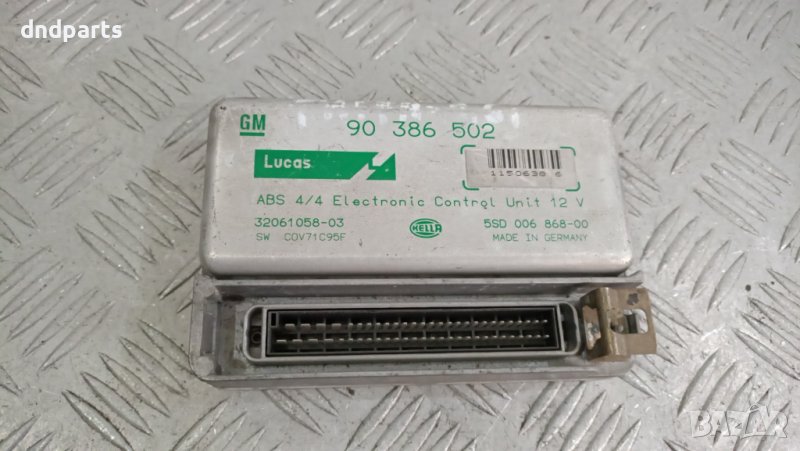 dndparts
GM 90 386 502
Lucas
1150638 6
ABS 4/4 Electronic Control Unit 12 V
32061058-03 HELLA 5SD 006 868-00
SW COV71C95F MADE IN GERMANY
BAZAR